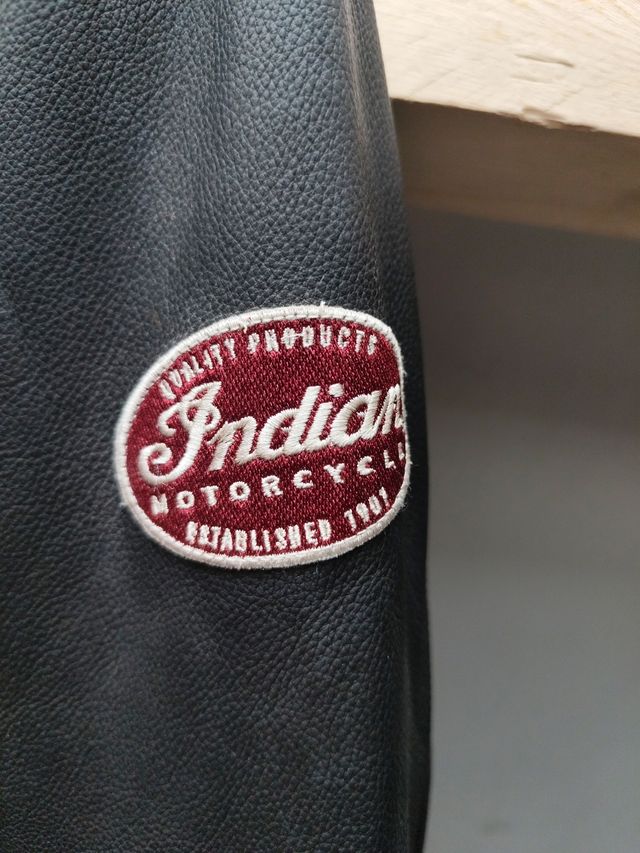 QUALITY PRODUCTS
Indian
MOTORCYCLE
ESTABLISHED 1901